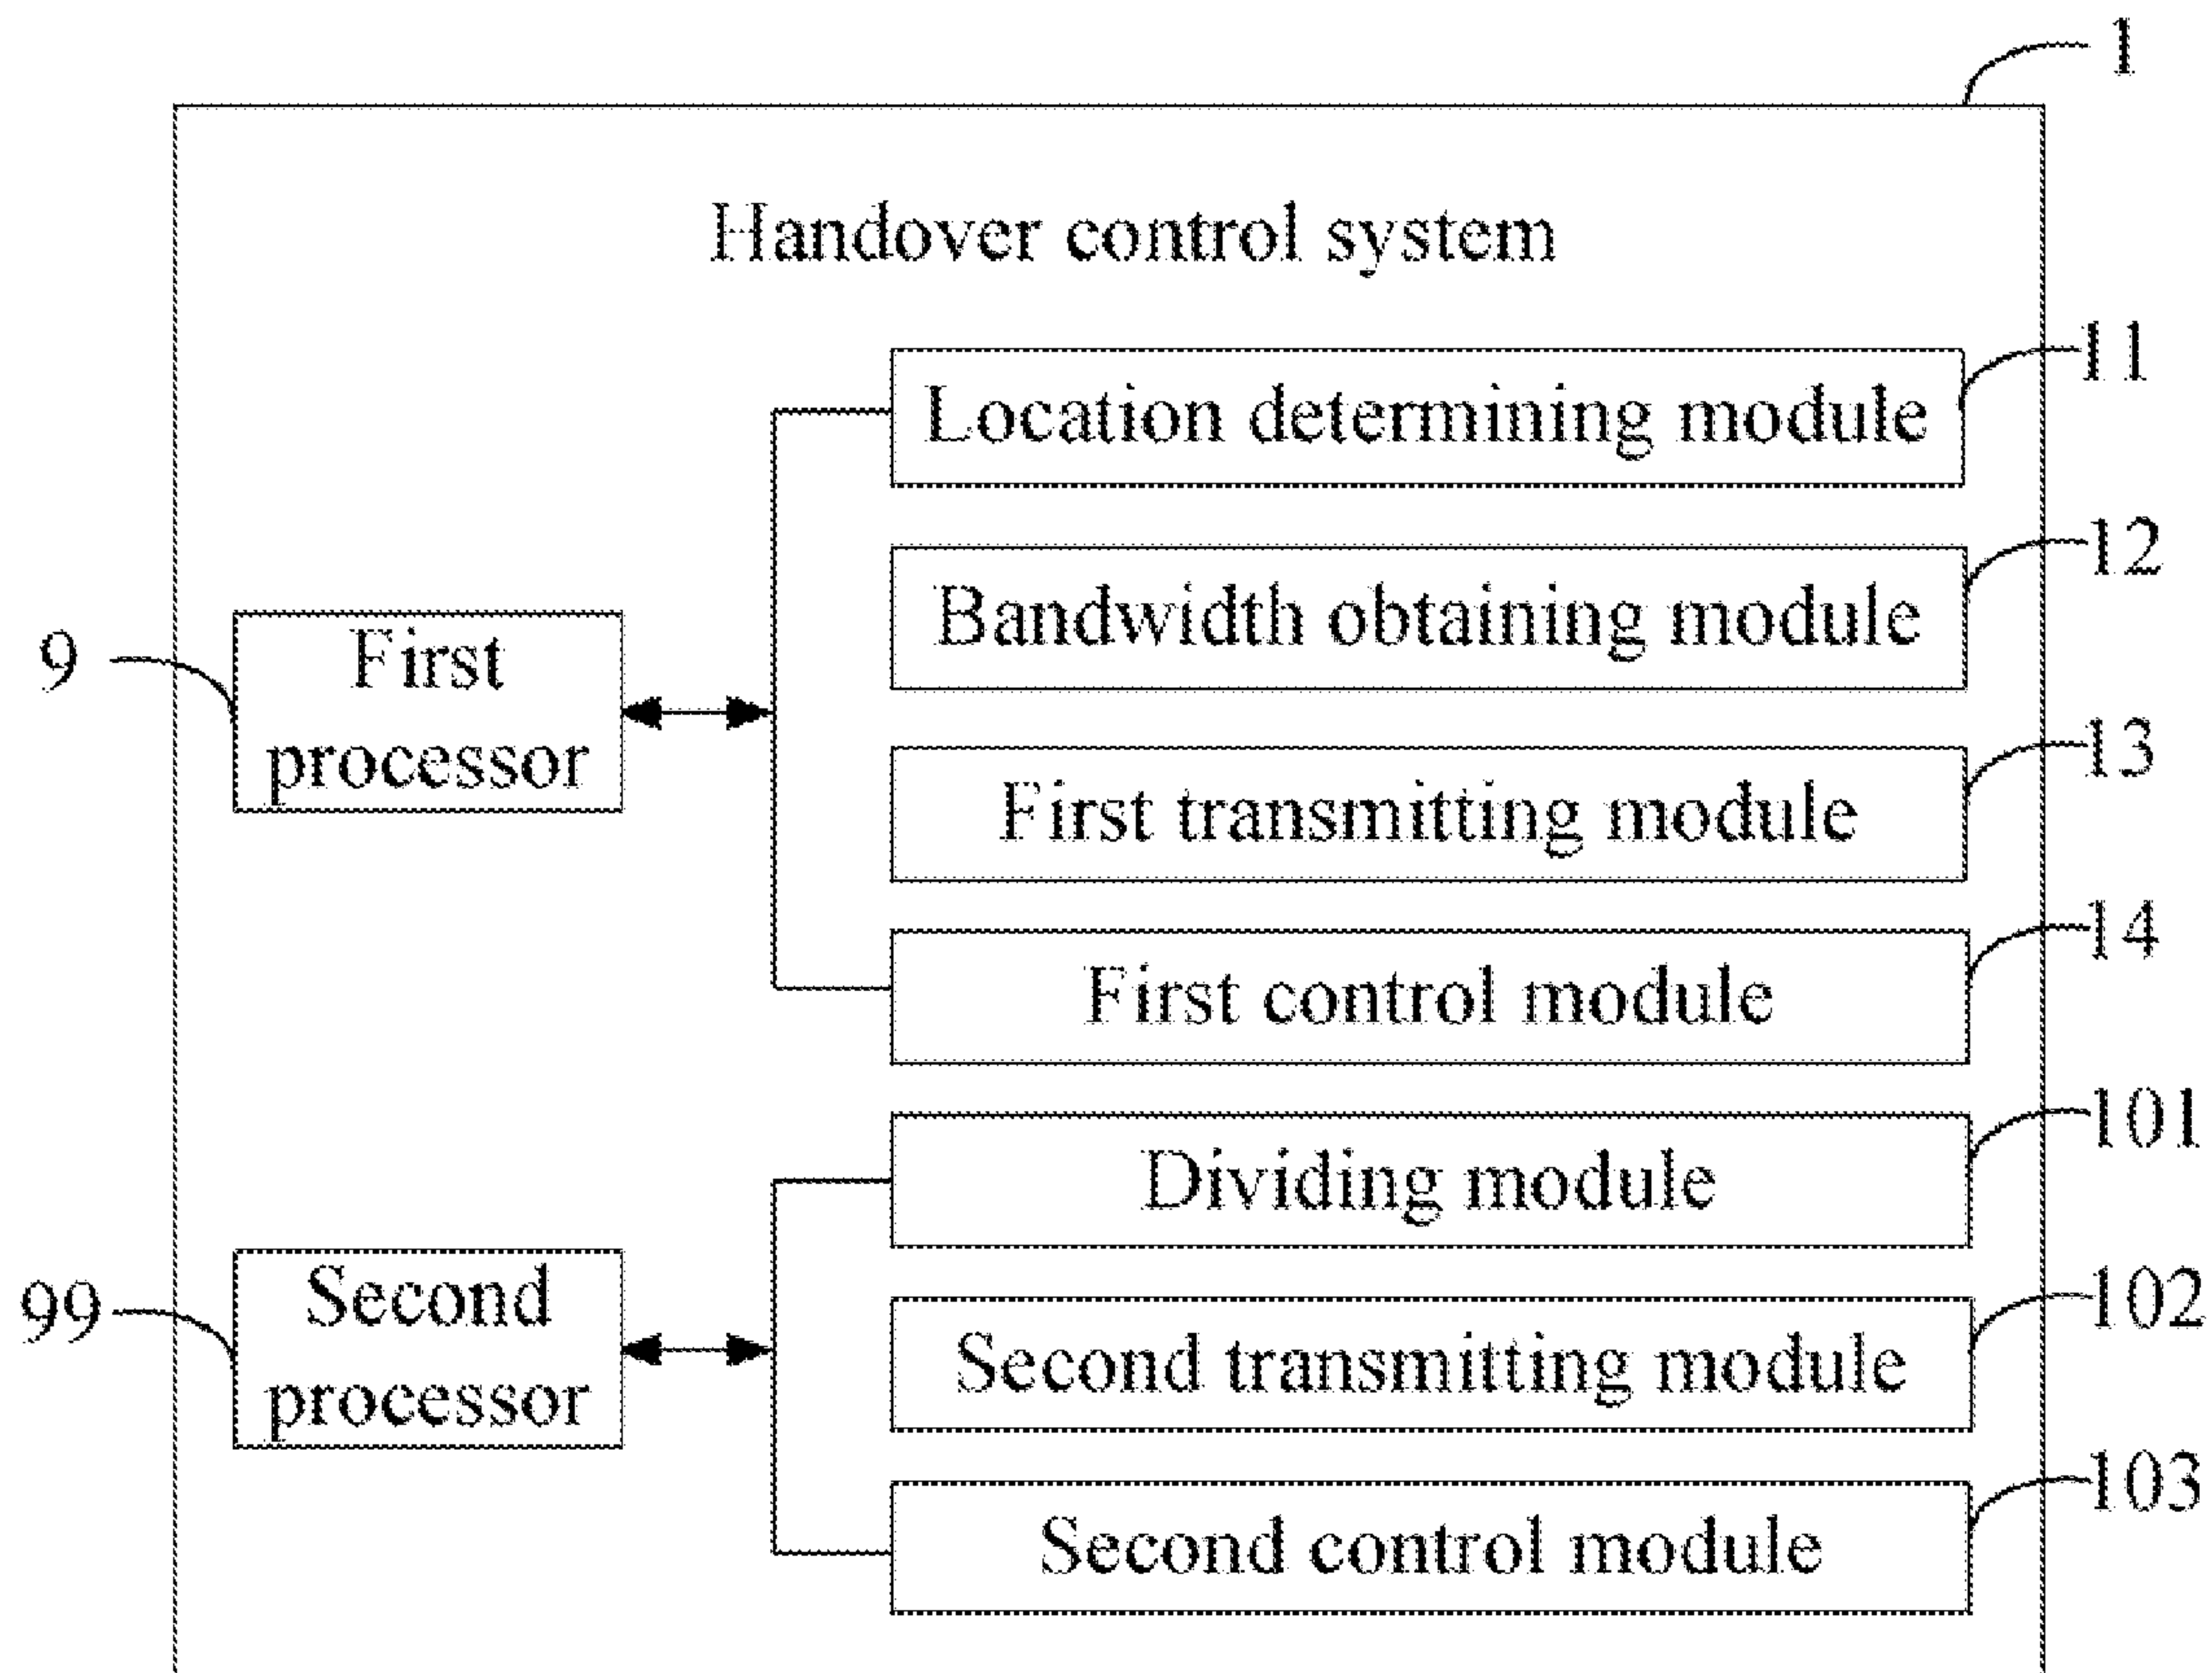 1
Handover control system
11
Location determining module
12
Bandwidth obtaining module
9
First
processor
13
First transmitting module
14
First control module
101
Dividing module
99
Second
processor
102
Second transmitting module
103
Second control module